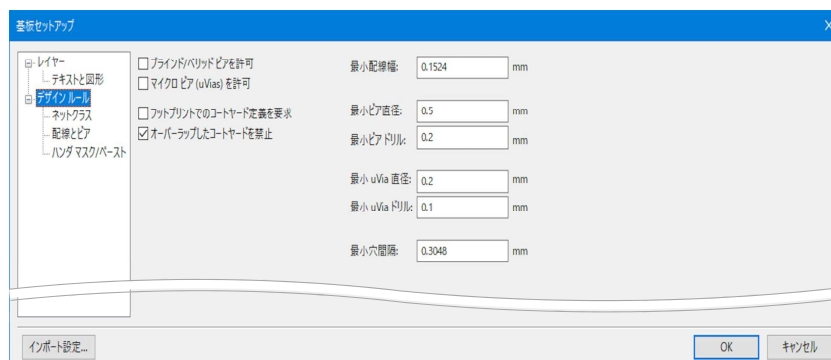 基板セットアップ
レイヤー
テキストと図形
デザイン ルール
ネットクラス
配線とビア
ハンダ マスク/ペースト
ブラインド/ベリッド ビアを許可
マイクロ ビア (uVias) を許可
フットプリントでのコートヤード定義を要求
オーバーラップしたコートヤードを禁止
最小配線幅: 0.1524 mm
最小ビア直径: 0.5 mm
最小ビア ドリル: 0.2 mm
最小 uVia 直径: 0.2 mm
最小 uVia ドリル: 0.1 mm
最小穴間隔: 0.3048 mm
インポート設定...
OK キャンセル